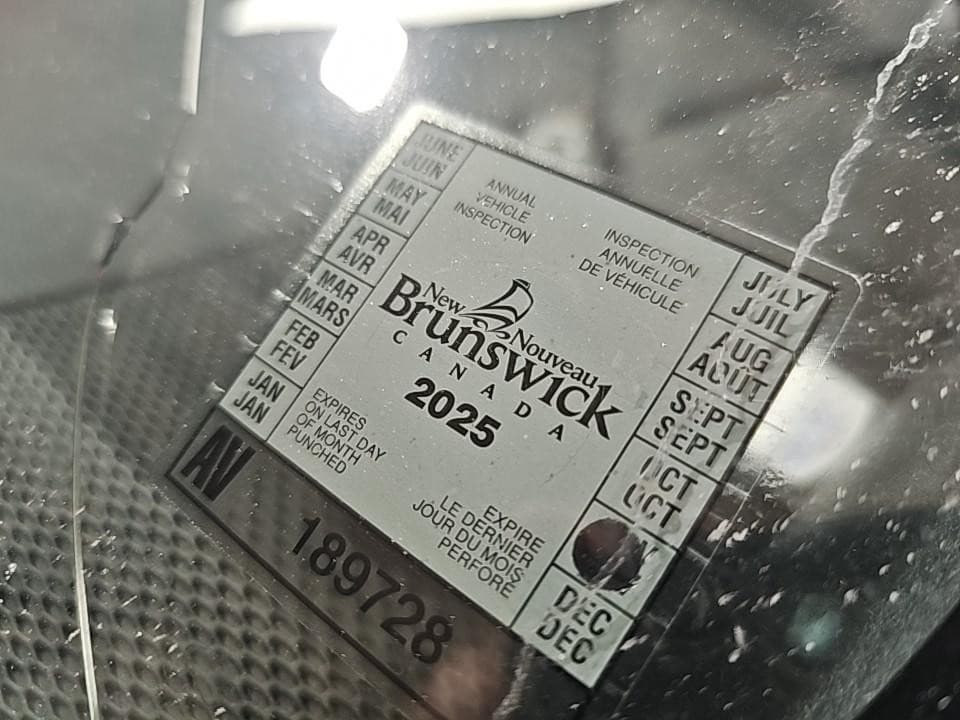 JUNE
JUIN
MAY
MAI
APR
AVR
MAR
MARS
FEB
FEV
JAN
JAN
ANNUAL
VEHICLE
INSPECTION
INSPECTION
ANNUELLE
DE VÉHICULE
New Nouveau
Brunswick
CANADA
2025
EXPIRES
ON LAST DAY
OF MONTH
PUNCHED
EXPIRE
LE DERNIER
JOUR DU MOIS
PERFORÉ
JULY
JUIL
AUG
AOUT
SEPT
SEPT
OCT
OCT
DEC
DEC
AV
189728